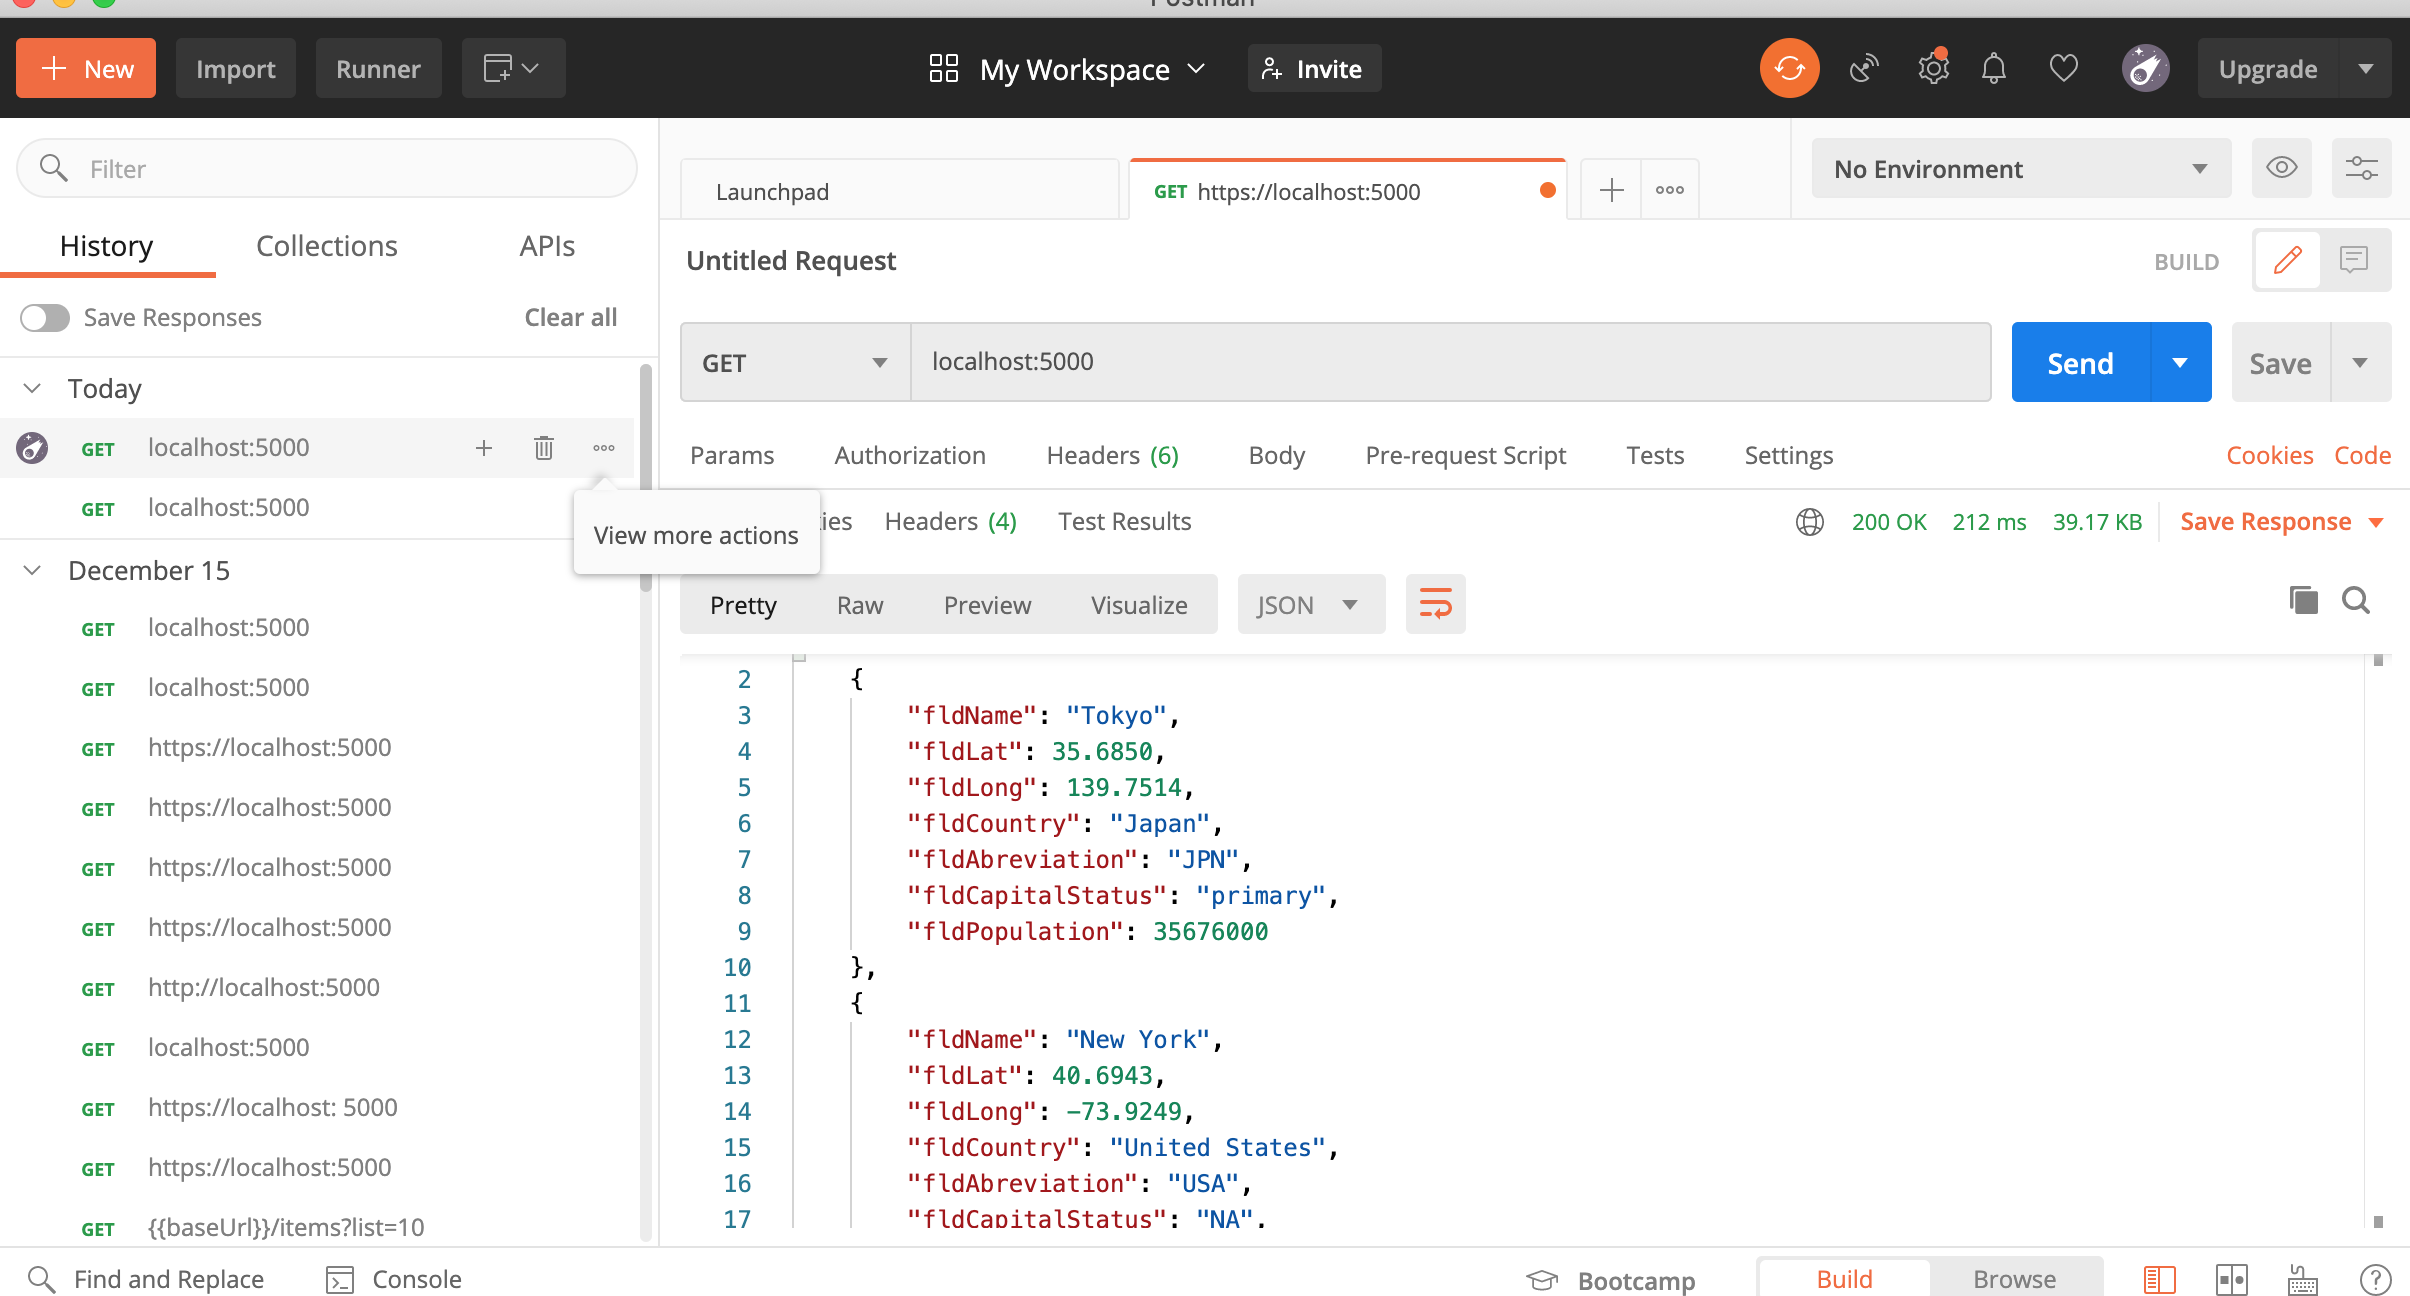 Postman
New
Import
Runner
My Workspace
Invite
Upgrade
Filter
History
Collections
APIs
Save Responses
Clear all
Today
GET localhost:5000
GET localhost:5000
View more actions
December 15
GET localhost:5000
GET localhost:5000
GET https://localhost:5000
GET https://localhost:5000
GET https://localhost:5000
GET https://localhost:5000
GET http://localhost:5000
GET localhost:5000
GET https://localhost: 5000
GET https://localhost:5000
GET {{baseUrl}}/items?list=10
Launchpad
GET https://localhost:5000
No Environment
Untitled Request
BUILD
GET
localhost:5000
Send
Save
Params
Authorization
Headers (6)
Body
Pre-request Script
Tests
Settings
Cookies
Code
Headers (4)
Test Results
200 OK
212 ms
39.17 KB
Save Response
Pretty
Raw
Preview
Visualize
JSON
2 {
3 "fldName": "Tokyo",
4 "fldLat": 35.6850,
5 "fldLong": 139.7514,
6 "fldCountry": "Japan",
7 "fldAbreviation": "JPN",
8 "fldCapitalStatus": "primary",
9 "fldPopulation": 35676000
10 },
11 {
12 "fldName": "New York",
13 "fldLat": 40.6943,
14 "fldLong": -73.9249,
15 "fldCountry": "United States",
16 "fldAbreviation": "USA",
17 "fldCapitalStatus": "NA",
Find and Replace
Console
Bootcamp
Build
Browse